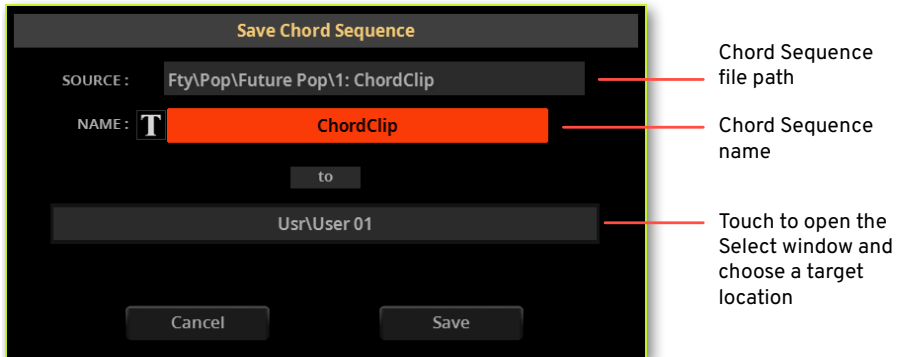 Save Chord Sequence
SOURCE : Fty\Pop\Future Pop\1: ChordClip
Chord Sequence
file path
NAME : T ChordClip
Chord Sequence
name
to
Usr\User 01
Touch to open the
Select window and
choose a target
location
Cancel Save